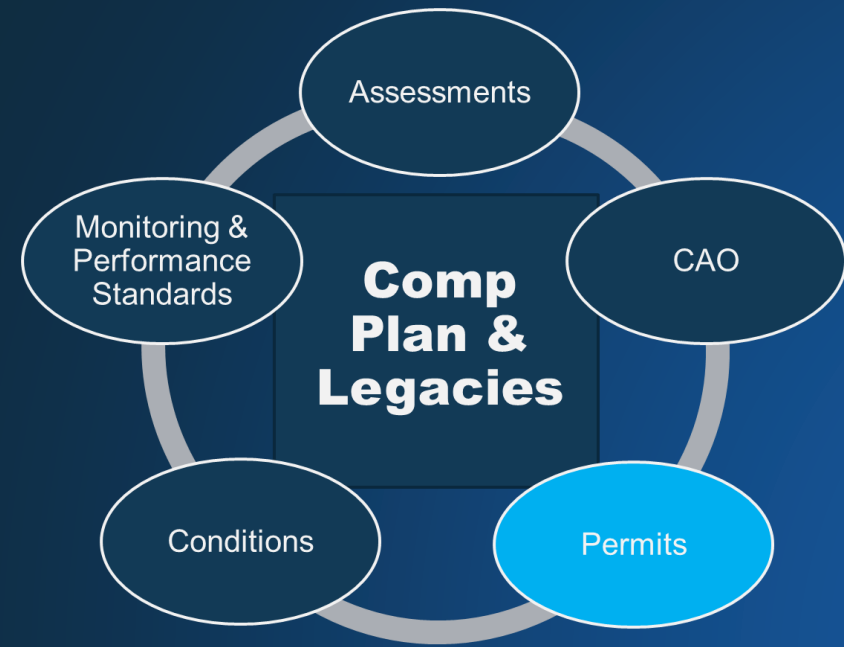 Assessments
CAO
Permits
Conditions
Monitoring &
Performance
Standards
Comp
Plan &
Legacies